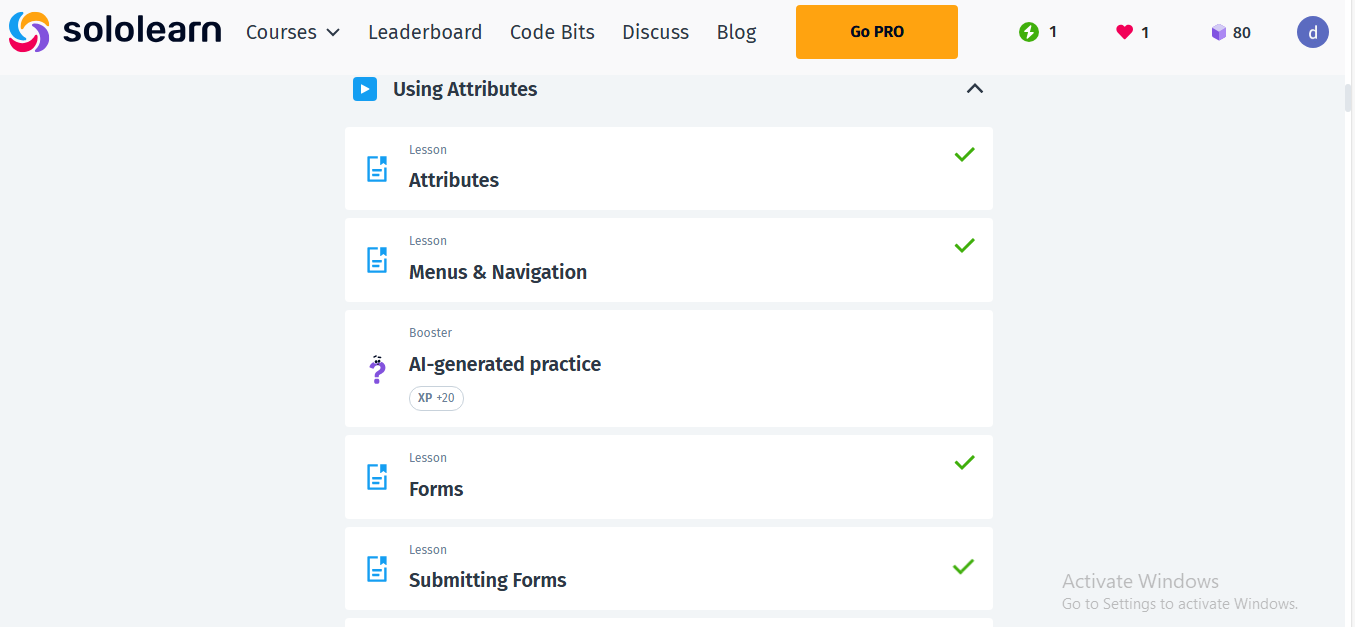 sololearn Courses Leaderboard Code Bits Discuss Blog Go PRO 1 1 80 d
Using Attributes
Lesson
Attributes
Lesson
Menus & Navigation
Booster
AI-generated practice
XP +20
Lesson
Forms
Lesson
Submitting Forms
Activate Windows
Go to Settings to activate Windows.